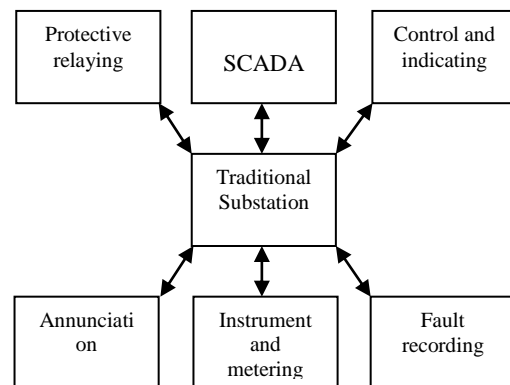 Protective
relaying
SCADA
Control and
indicating
Traditional
Substation
Annunciati
on
Instrument
and
metering
Fault
recording